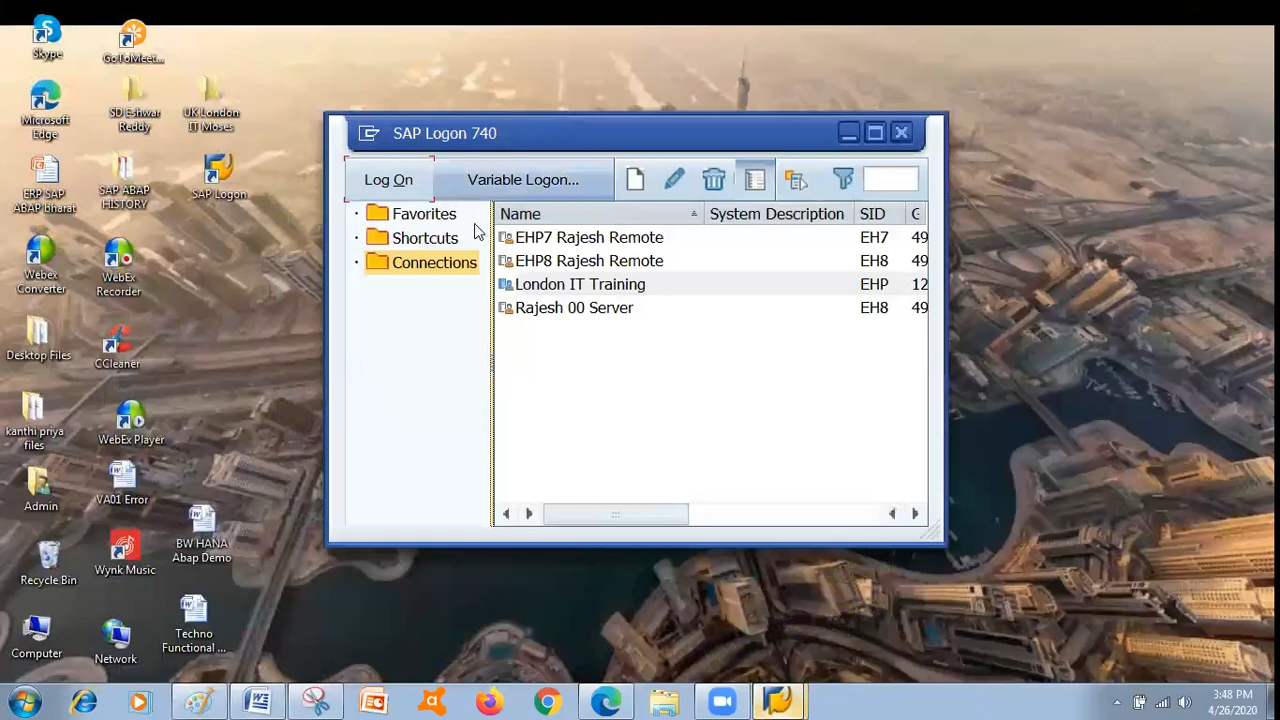 Skype
GoToMeet...
Microsoft
Edge
SD Eshwar
Reddy
UK London
IT Moses
ERP SAP
ABAP bharat
SAP ABAP
HISTORY
SAP Logon
Webex
Converter
WebEx
Recorder
Desktop Files
CCleaner
kanthi priya
files
WebEx Player
Admin
VA01 Error
Recycle Bin
Wynk Music
BW HANA
Abap Demo
Computer
Network
Techno
Functional ...
SAP Logon 740
Log On
Variable Logon...
Favorites
Shortcuts
Connections
Name System Description SID G
EHP7 Rajesh Remote EH7 49
EHP8 Rajesh Remote EH8 49
London IT Training EHP 12
Rajesh 00 Server EH8 49
3:48 PM
4/26/2020